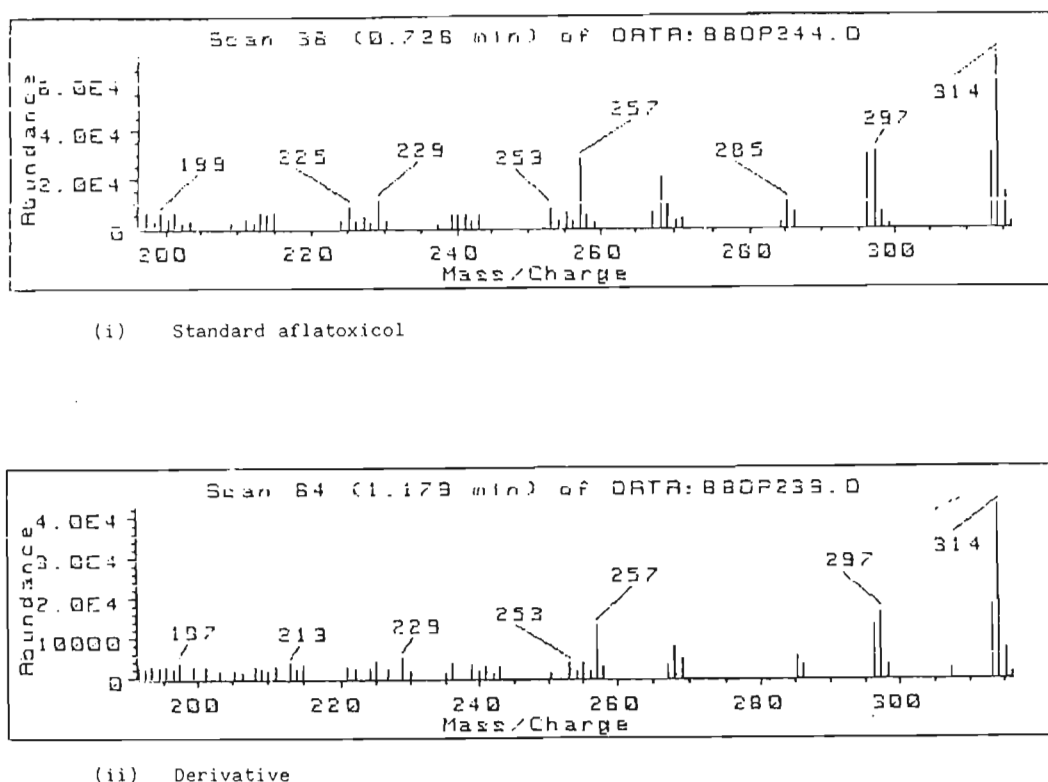 Scan 36 (0.726 min) of DATA:BBOP244.D
Abundance
6.0E4
4.0E4
2.0E4
0
199
225
229
253
257
285
297
314
200 220 240 260 280 300
Mass/Charge
(i) Standard aflatoxicol
Scan 64 (1.179 min) of DATA:BBOP239.D
Abundance
4.0E4
3.0E4
2.0E4
10000
0
197
213
229
253
257
297
314
200 220 240 260 280 300
Mass/Charge
(ii) Derivative